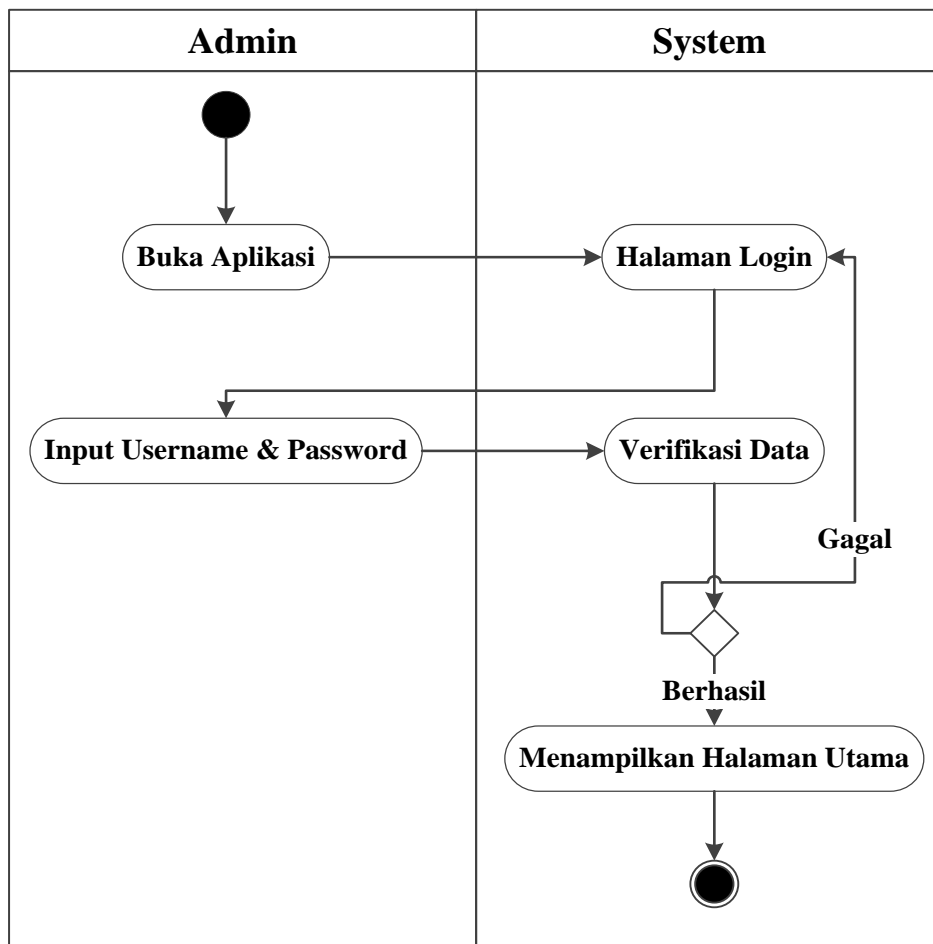 Admin
System
Buka Aplikasi
Halaman Login
Input Username & Password
Verifikasi Data
Gagal
Berhasil
Menampilkan Halaman Utama